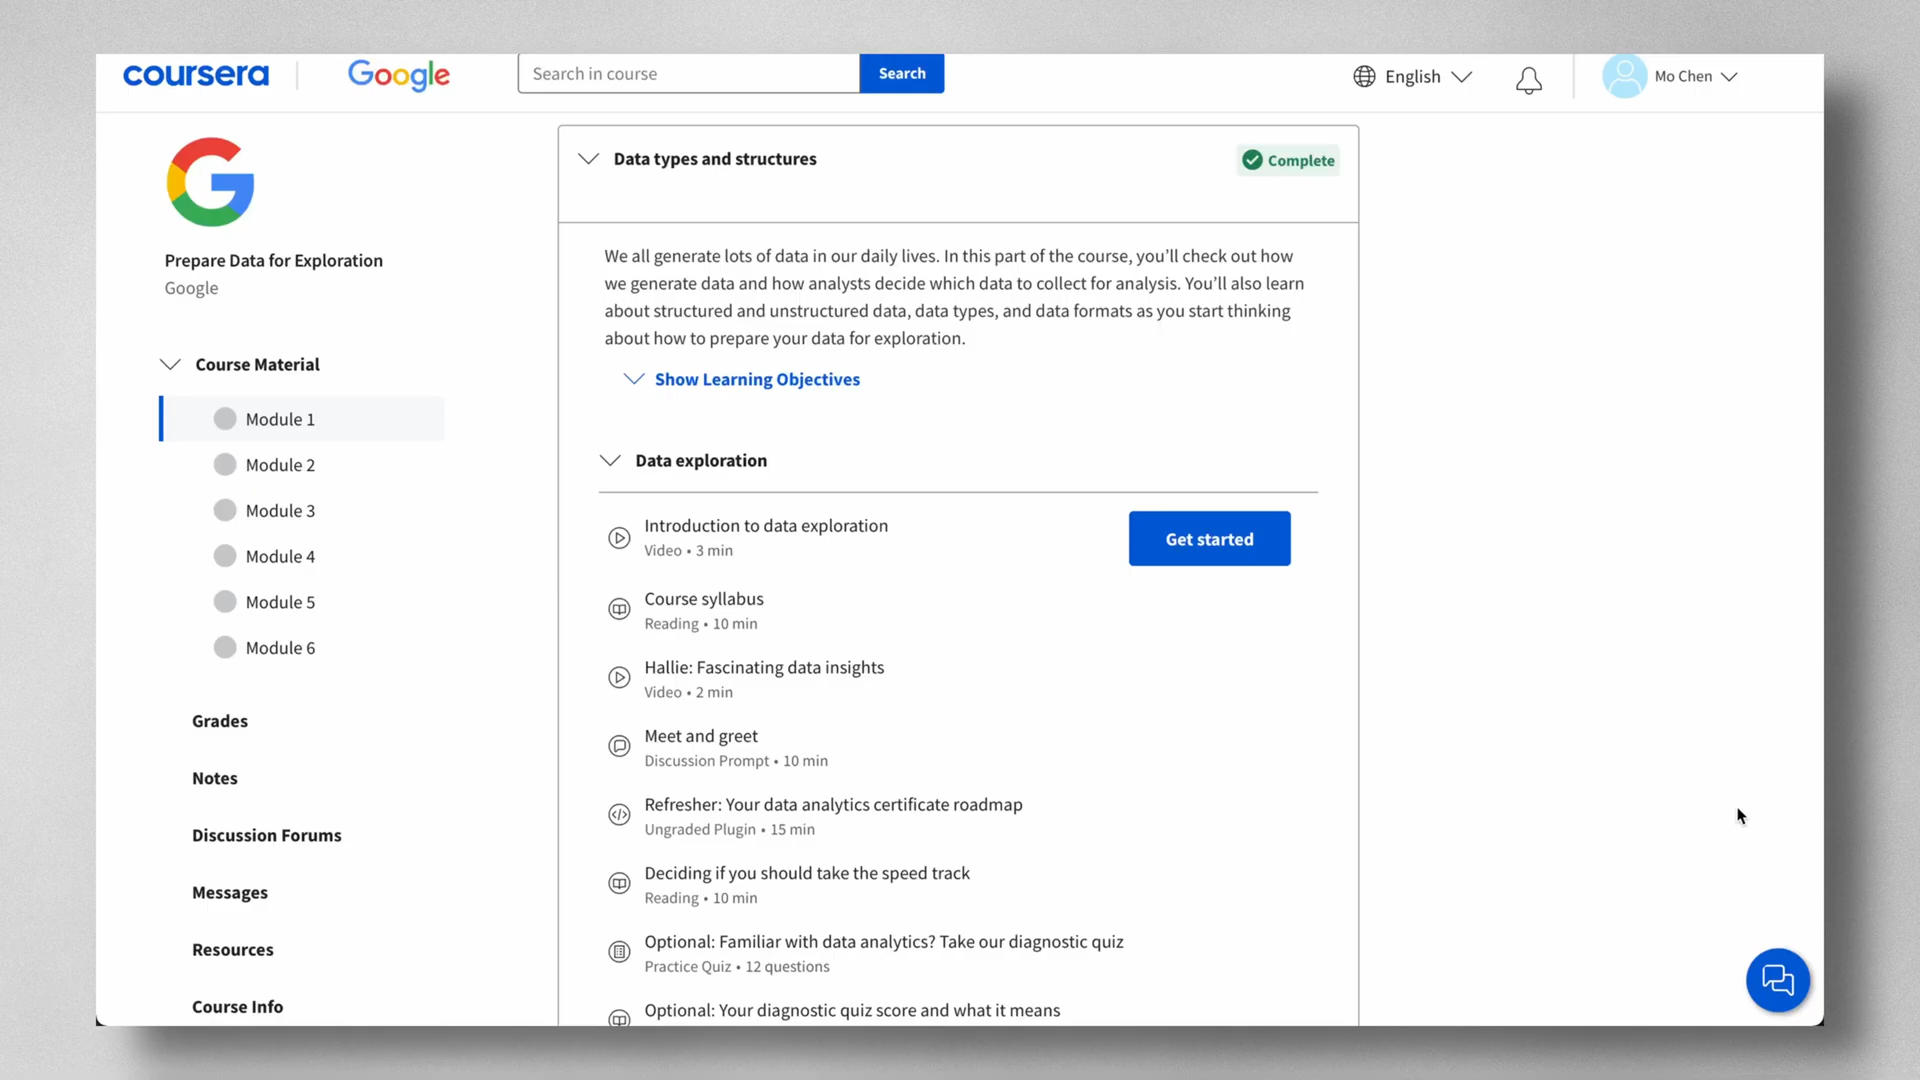 coursera
Google
Search in course
Search
English
Mo Chen
Prepare Data for Exploration
Google
Course Material
Module 1
Module 2
Module 3
Module 4
Module 5
Module 6
Grades
Notes
Discussion Forums
Messages
Resources
Course Info
Data types and structures
Complete
We all generate lots of data in our daily lives. In this part of the course, you’ll check out how
we generate data and how analysts decide which data to collect for analysis. You’ll also learn
about structured and unstructured data, data types, and data formats as you start thinking
about how to prepare your data for exploration.
Show Learning Objectives
Data exploration
Introduction to data exploration
Video • 3 min
Get started
Course syllabus
Reading • 10 min
Hallie: Fascinating data insights
Video • 2 min
Meet and greet
Discussion Prompt • 10 min
Refresher: Your data analytics certificate roadmap
Ungraded Plugin • 15 min
Deciding if you should take the speed track
Reading • 10 min
Optional: Familiar with data analytics? Take our diagnostic quiz
Practice Quiz • 12 questions
Optional: Your diagnostic quiz score and what it means